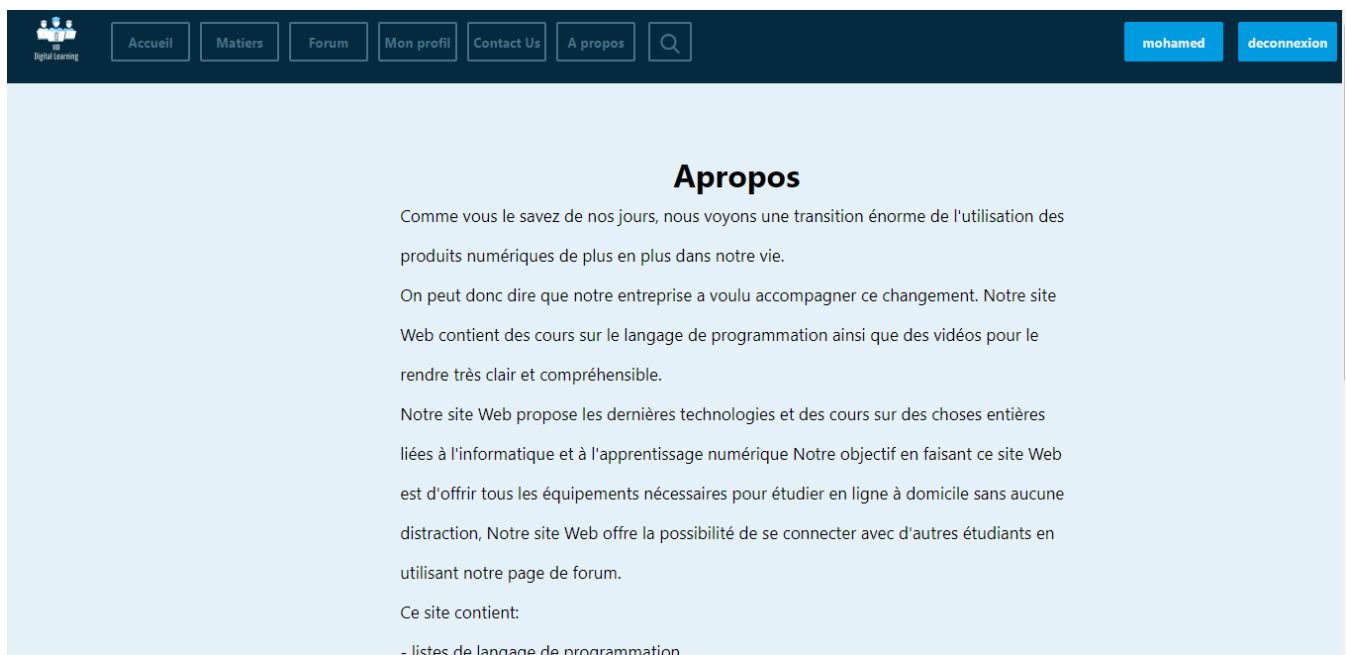 Digital Learning
Accueil
Matiers
Forum
Mon profil
Contact Us
A propos
mohamed
deconnexion
Apropos
Comme vous le savez de nos jours, nous voyons une transition énorme de l'utilisation des
produits numériques de plus en plus dans notre vie.
On peut donc dire que notre entreprise a voulu accompagner ce changement. Notre site
Web contient des cours sur le langage de programmation ainsi que des vidéos pour le
rendre très clair et compréhensible.
Notre site Web propose les dernières technologies et des cours sur des choses entières
liées à l'informatique et à l'apprentissage numérique Notre objectif en faisant ce site Web
est d'offrir tous les équipements nécessaires pour étudier en ligne à domicile sans aucune
distraction, Notre site Web offre la possibilité de se connecter avec d'autres étudiants en
utilisant notre page de forum.
Ce site contient:
- listes de langage de programmation